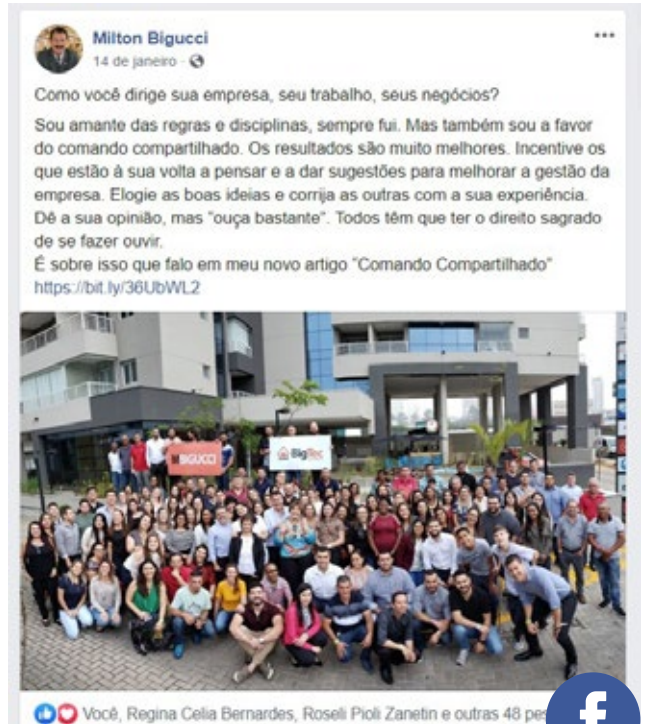 Milton Bigucci
14 de janeiro ·
Como você dirige sua empresa, seu trabalho, seus negócios?
Sou amante das regras e disciplinas, sempre fui. Mas também sou a favor
do comando compartilhado. Os resultados são muito melhores. Incentive os
que estão à sua volta a pensar e a dar sugestões para melhorar a gestão da
empresa. Elogie as boas ideias e corrija as outras com a sua experiência.
Dê a sua opinião, mas "ouça bastante". Todos têm que ter o direito sagrado
de se fazer ouvir.
É sobre isso que falo em meu novo artigo "Comando Compartilhado"
https://bit.ly/36UbWL2
MBIGUCCI
BigTec
Você, Regina Celia Bernardes, Roseli Pioli Zanetin e outras 48
f